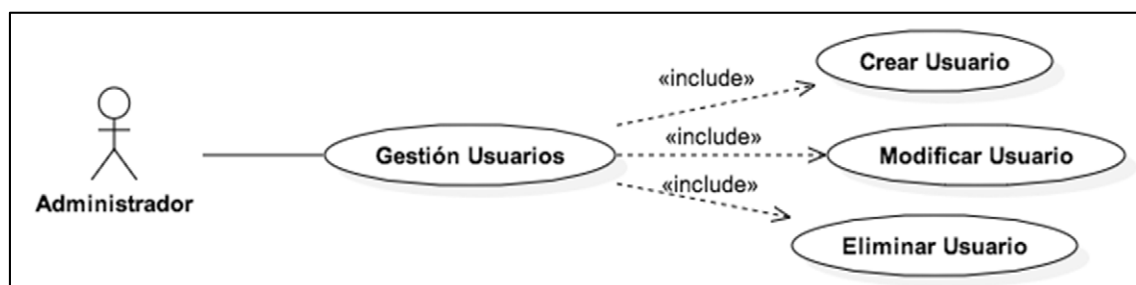 Administrador
Gestión Usuarios
«include»
Crear Usuario
«include»
Modificar Usuario
«include»
Eliminar Usuario